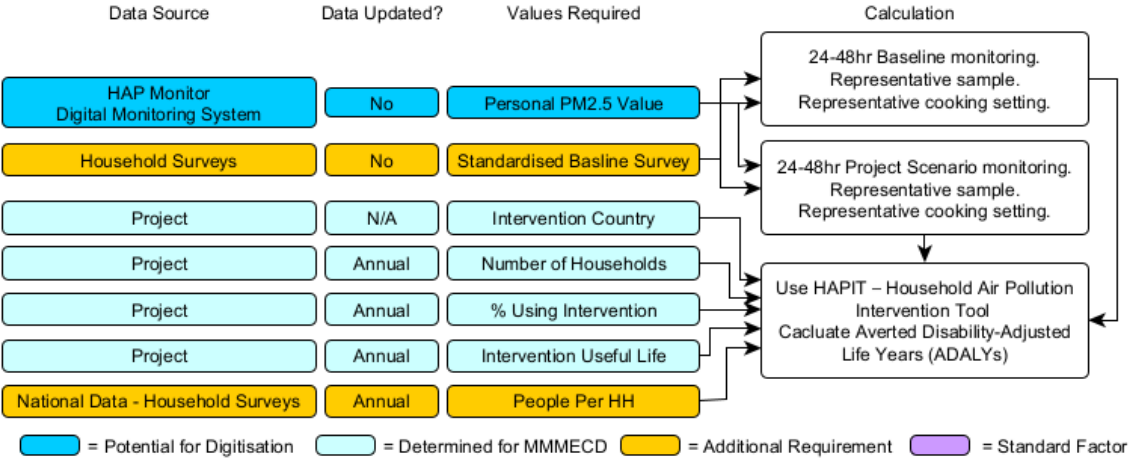 Data Source
Data Updated?
Values Required
Calculation
HAP Monitor
Digital Monitoring System
No
Personal PM2.5 Value
24-48hr Baseline monitoring.
Representative sample.
Representative cooking setting.
Household Surveys
No
Standardised Basline Survey
24-48hr Project Scenario monitoring.
Representative sample.
Representative cooking setting.
Project
N/A
Intervention Country
Project
Annual
Number of Households
Project
Annual
% Using Intervention
Project
Annual
Intervention Useful Life
National Data - Household Surveys
Annual
People Per HH
Use HAPIT – Household Air Pollution
Intervention Tool
Cacluate Averted Disability-Adjusted
Life Years (ADALYs)
= Potential for Digitisation
= Determined for MMMECD
= Additional Requirement
= Standard Factor